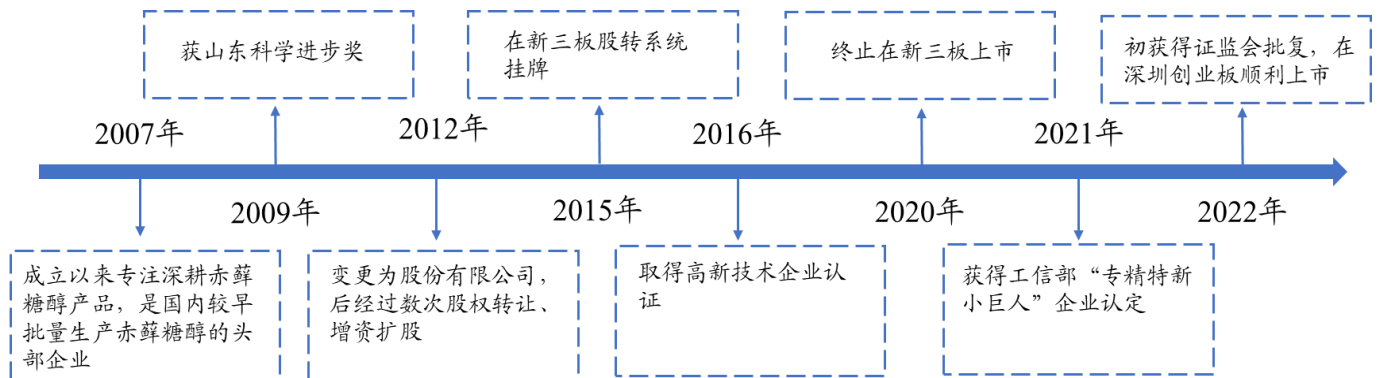 获山东科学进步奖
在新三板股转系统
挂牌
终止在新三板上市
初获得证监会批复，在
深圳创业板顺利上市
2007年
2012年
2016年
2021年
2009年
2015年
2020年
2022年
成立以来专注深耕赤藓
糖醇产品，是国内较早
批量生产赤藓糖醇的头
部企业
变更为股份有限公司，
后经过数次股权转让、
增资扩股
取得高新技术企业认
证
获得工信部“专精特新
小巨人”企业认定